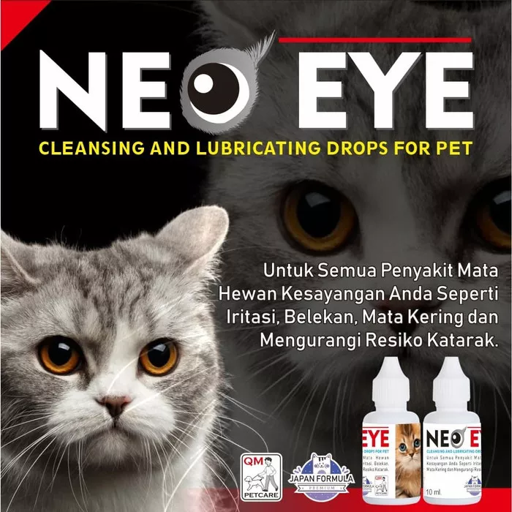 NEO EYE
CLEANSING AND LUBRICATING DROPS FOR PET
Untuk Semua Penyakit Mata
Hewan Kesayangan Anda Seperti
Iritasi, Belekan, Mata Kering dan
Mengurangi Resiko Katarak.
EYE
DROPS FOR PET
NEO EY
CLEANSING AND LUBRICATING
10 ml
QM
PETCARE
JAPAN FORMULA
PREMIUM